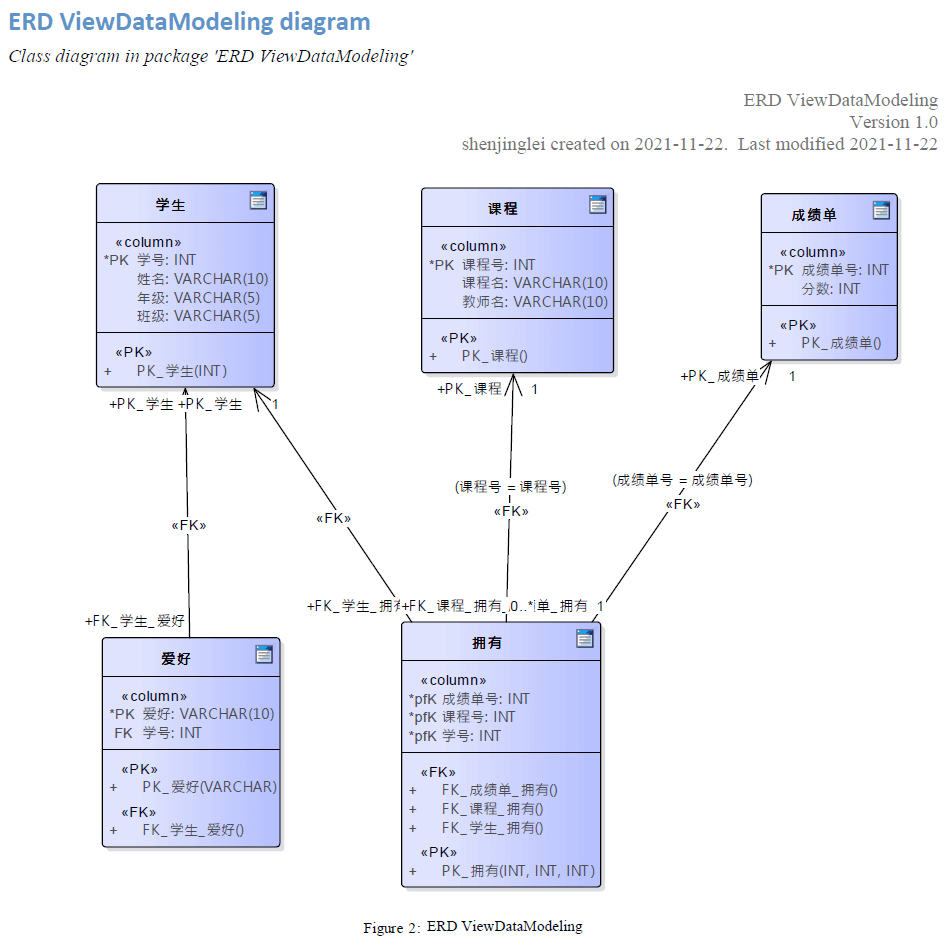 ERD ViewDataModeling diagram
Class diagram in package 'ERD ViewDataModeling'
ERD ViewDataModeling
Version 1.0
shenjinglei created on 2021-11-22.  Last modified 2021-11-22
学生
«column»
*PK 学号: INT
姓名: VARCHAR(10)
年级: VARCHAR(5)
班级: VARCHAR(5)
«PK»
+ PK_学生(INT)
课程
«column»
*PK 课程号: INT
课程名: VARCHAR(10)
教师名: VARCHAR(10)
«PK»
+ PK_课程()
成绩单
«column»
*PK 成绩单号: INT
分数: INT
«PK»
+ PK_成绩单()
+PK_学生 +PK_学生 1
+PK_课程 1
+PK_成绩单 1
(课程号 = 课程号)
«FK»
(成绩单号 = 成绩单号)
«FK»
«FK»
«FK»
+FK_学生_爱好
+FK_学生_拥有
+FK_课程_拥有 0..*
单_拥有 1
爱好
«column»
*PK 爱好: VARCHAR(10)
FK 学号: INT
«PK»
+ PK_爱好(VARCHAR)
«FK»
+ FK_学生_爱好()
拥有
«column»
*pfK 成绩单号: INT
*pfK 课程号: INT
*pfK 学号: INT
«FK»
+ FK_成绩单_拥有()
+ FK_课程_拥有()
+ FK_学生_拥有()
«PK»
+ PK_拥有(INT, INT, INT)
Figure 2: ERD ViewDataModeling